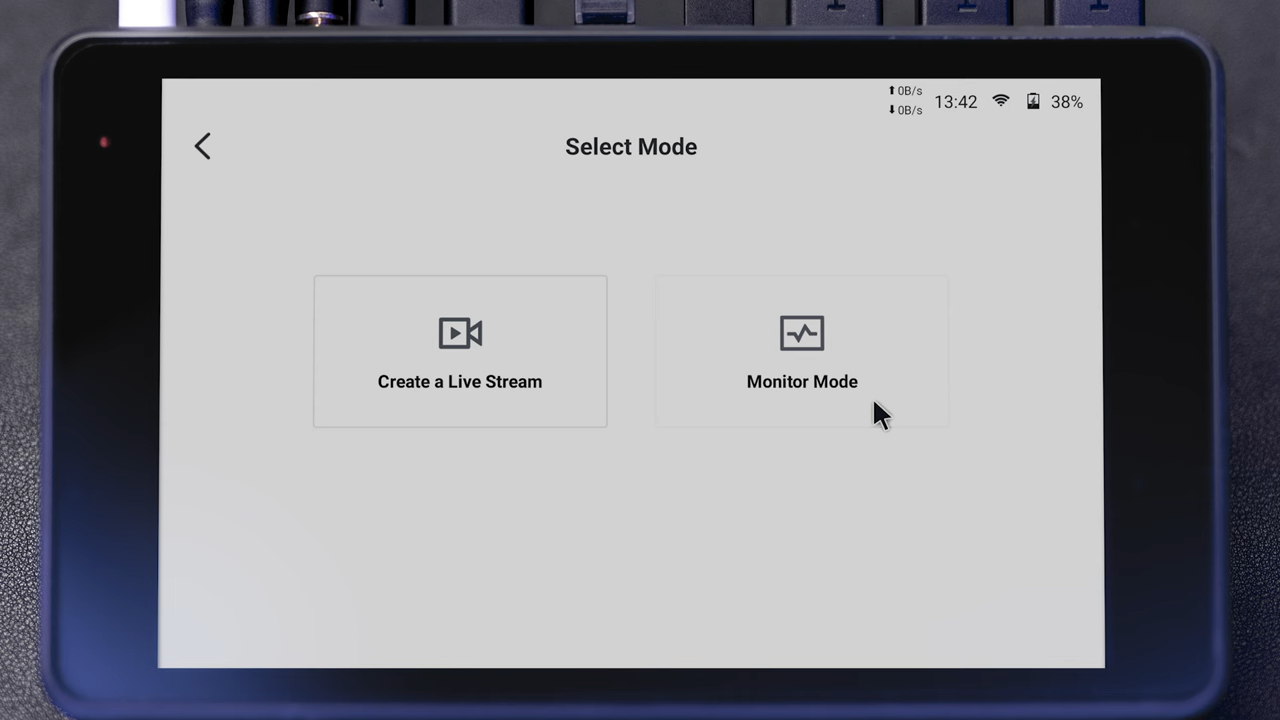 ⬆0B/s
⬇0B/s
13:42
38%
Select Mode
Create a Live Stream
Monitor Mode